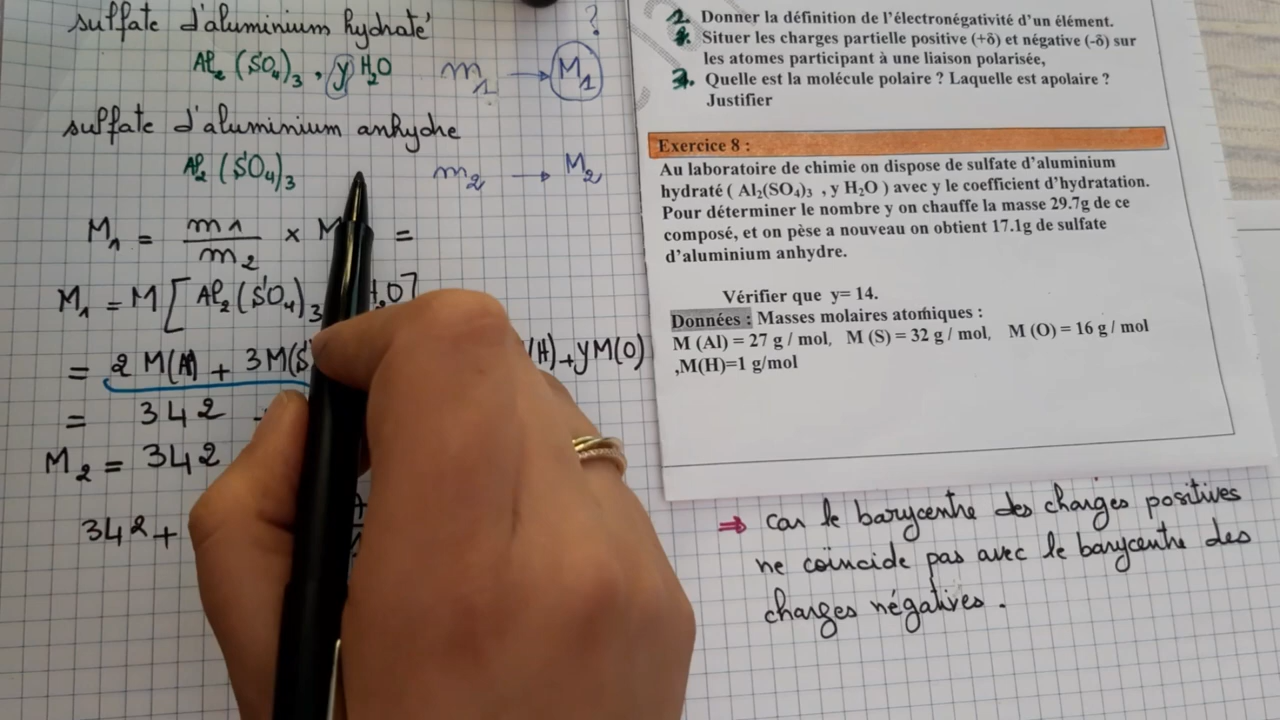 sulfate d'aluminium hydraté
?
Al₂(SO₄)₃ , y H₂O m₁ → M₁
sulfate d'aluminium anhydre
Al₂(SO₄)₃ m₂ → M₂
M₁ = m₁/m₂ × M =
M₁ = M [ Al₂(SO₄)₃
= 2 M(Al) + 3M(S (H)+yM(O)
= 342
M₂ = 342
342 +
2. Donner la définition de l'électronégativité d'un élément.
Situer les charges partielle positive (+δ) et négative (-δ) sur
les atomes participant à une liaison polarisée,
3. Quelle est la molécule polaire ? Laquelle est apolaire ?
Justifier
Exercice 8 :
Au laboratoire de chimie on dispose de sulfate d'aluminium
hydraté ( Al₂(SO₄)₃ , y H₂O ) avec y le coefficient d'hydratation.
Pour déterminer le nombre y on chauffe la masse 29.7g de ce
composé, et on pèse a nouveau on obtient 17.1g de sulfate
d'aluminium anhydre.
Vérifier que y= 14.
Données : Masses molaires atomiques :
M (Al) = 27 g / mol, M (S) = 32 g / mol, M (O) = 16 g / mol
,M(H)=1 g/mol
⇒ car le barycentre des charges positives
ne coïncide pas avec le barycentre des
charges négatives.